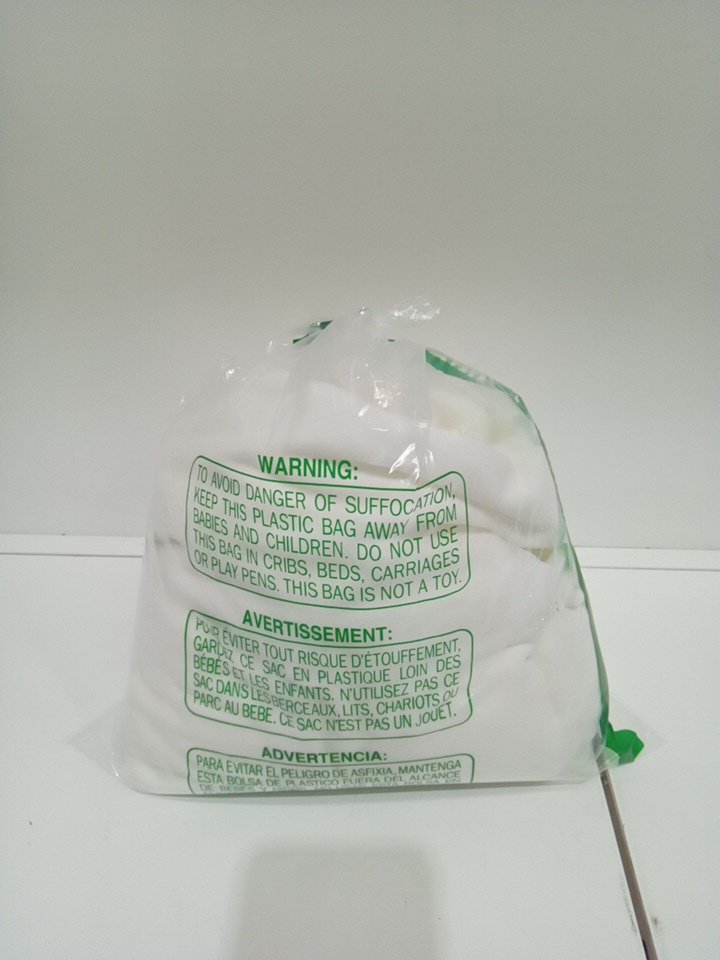 WARNING:
TO AVOID DANGER OF SUFFOCATION,
KEEP THIS PLASTIC BAG AWAY FROM
BABIES AND CHILDREN. DO NOT USE
THIS BAG IN CRIBS, BEDS, CARRIAGES
OR PLAY PENS. THIS BAG IS NOT A TOY.
AVERTISSEMENT:
POUR ÉVITER TOUT RISQUE D'ÉTOUFFEMENT,
GARDEZ CE SAC EN PLASTIQUE LOIN DES
BÉBÉS ET LES ENFANTS. N'UTILISEZ PAS CE
SAC DANS LES BERCEAUX, LITS, CHARIOTS OU
PARC AU BEBE. CE SAC N'EST PAS UN JOUET.
ADVERTENCIA:
PARA EVITAR EL PELIGRO DE ASFIXIA, MANTENGA
ESTA BOLSA DE PLASTICO FUERA DEL ALCANCE
DE BEBES Y